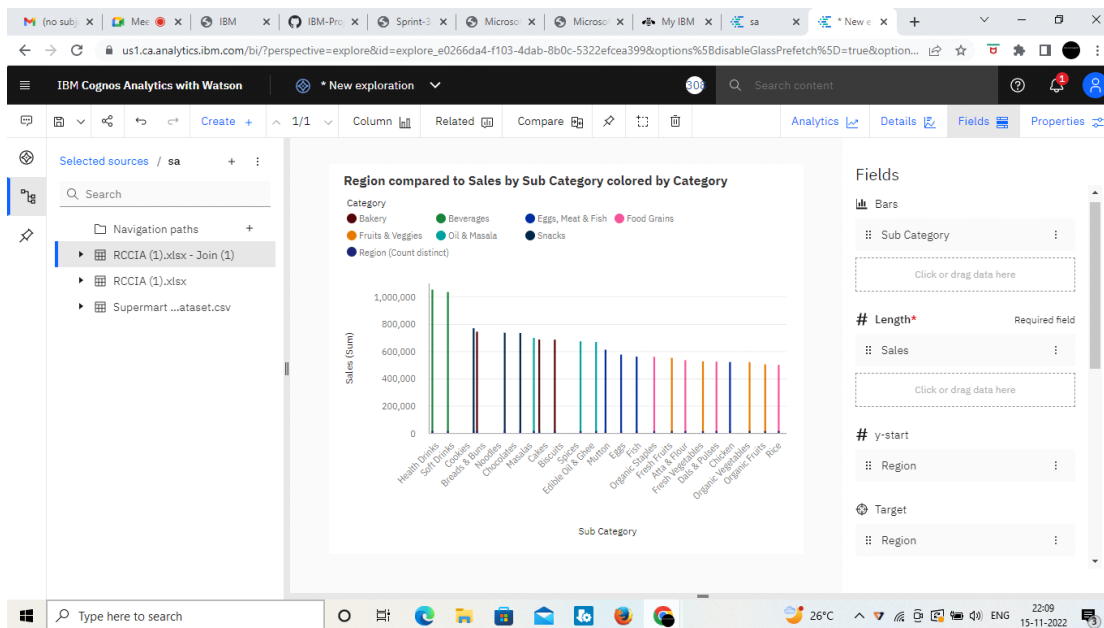 (no subj
Mee
IBM
IBM-Pro
Sprint-3
Microso
Microso
My IBM
sa
* New e
us1.ca.analytics.ibm.com/bi/?perspective=explore&id=explore_e0266da4-f103-4dab-8b0c-5322efcea399&options%5BdisableGlassPrefetch%5D=true&option...
IBM Cognos Analytics with Watson
* New exploration
308
Search content
1
Create +
1/1
Column
Related
Compare
Analytics
Details
Fields
Properties
Selected sources / sa
Search
Navigation paths
RCCIA (1).xlsx - Join (1)
RCCIA (1).xlsx
Supermart ...ataset.csv
Region compared to Sales by Sub Category colored by Category
Category
Bakery
Beverages
Eggs, Meat & Fish
Food Grains
Fruits & Veggies
Oil & Masala
Snacks
Region (Count distinct)
Sales (Sum)
1,000,000
800,000
600,000
400,000
200,000
0
Health Drinks
Soft Drinks
Cookies
Breads & Buns
Noodles
Chocolates
Masalas
Cakes
Biscuits
Spices
Edible Oil & Ghee
Mutton
Eggs
Fish
Organic Staples
Fresh Fruits
Atta & Flour
Fresh Vegetables
Dals & Pulses
Chicken
Organic Vegetables
Organic Fruits
Rice
Sub Category
Fields
Bars
Sub Category
Click or drag data here
# Length*
Required field
Sales
Click or drag data here
# y-start
Region
Target
Region
Type here to search
26°C
ENG
22:09
15-11-2022
3